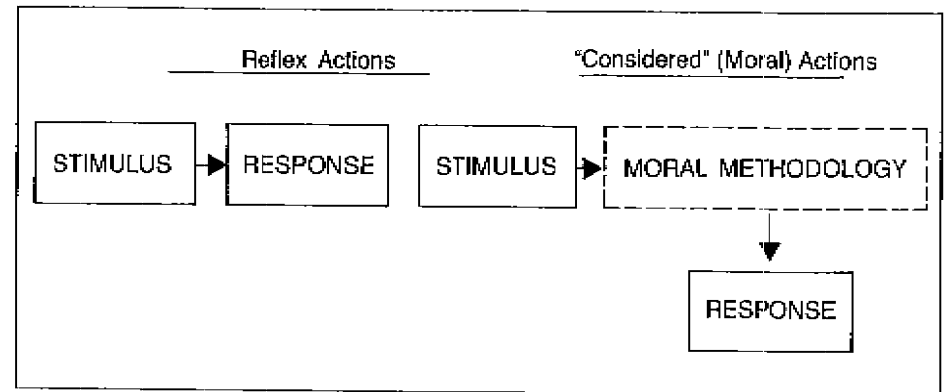 Reflex Actions
"Considered" (Moral) Actions
STIMULUS
RESPONSE
STIMULUS
MORAL METHODOLOGY
RESPONSE